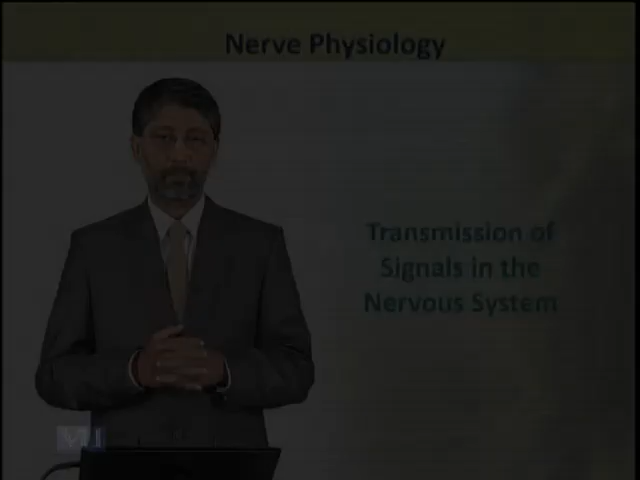 Nerve Physiology
Transmission of
Signals in the
Nervous System